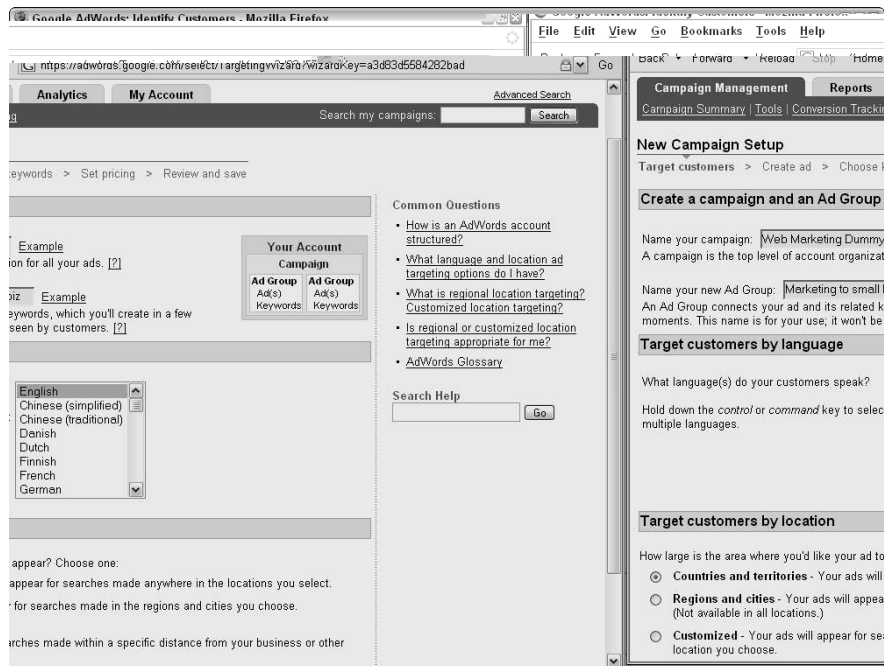 Google AdWords: Identify Customers - Mozilla Firefox
Google AdWords: Identify Customers - Mozilla Firefox
File Edit View Go Bookmarks Tools Help
https://adwords.google.com/select/TargetingWizard?wizardKey=a3d83d5584282bad Go
Back Forward Reload Stop Home
Analytics My Account Advanced Search
Search my campaigns: Search
eywords > Set pricing > Review and save
Example
ion for all your ads. [?]
biz Example
eywords, which you'll create in a few
seen by customers. [?]
Your Account
Campaign
Ad Group Ad Group
Ad(s) Ad(s)
Keywords Keywords
English
Chinese (simplified)
Chinese (traditional)
Danish
Dutch
Finnish
French
German
appear? Choose one:
appear for searches made anywhere in the locations you select.
r for searches made in the regions and cities you choose.
arches made within a specific distance from your business or other
Common Questions
• How is an AdWords account
structured?
• What language and location ad
targeting options do I have?
• What is regional location targeting?
Customized location targeting?
• Is regional or customized location
targeting appropriate for me?
• AdWords Glossary
Search Help
Go
Campaign Management Reports
Campaign Summary | Tools | Conversion Trackin
New Campaign Setup
Target customers > Create ad > Choose k
Create a campaign and an Ad Group
Name your campaign: Web Marketing Dummy
A campaign is the top level of account organizat
Name your new Ad Group: Marketing to small
An Ad Group connects your ad and its related k
moments. This name is for your use; it won't be
Target customers by language
What language(s) do your customers speak?
Hold down the control or command key to selec
multiple languages.
Target customers by location
How large is the area where you'd like your ad to
Countries and territories - Your ads will
Regions and cities - Your ads will appea
(Not available in all locations.)
Customized - Your ads will appear for sea
location you choose.